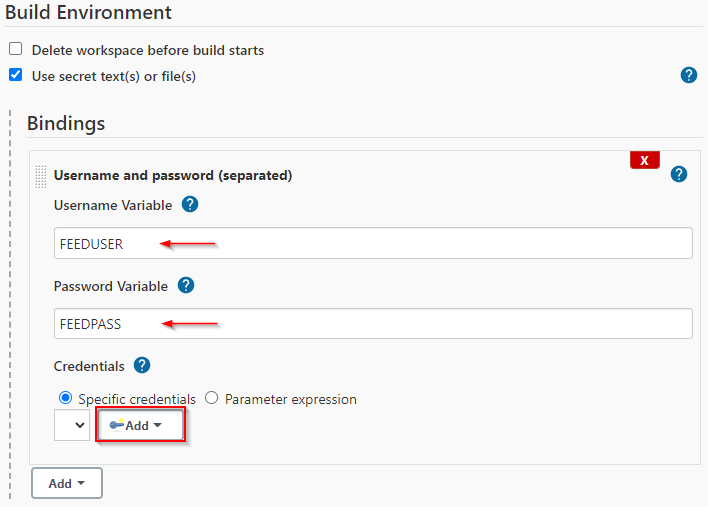 Build Environment
Delete workspace before build starts
Use secret text(s) or file(s)
?
Bindings
X
Username and password (separated)
?
Username Variable ?
FEEDUSER
Password Variable ?
FEEDPASS
Credentials ?
Specific credentials Parameter expression
Add
Add